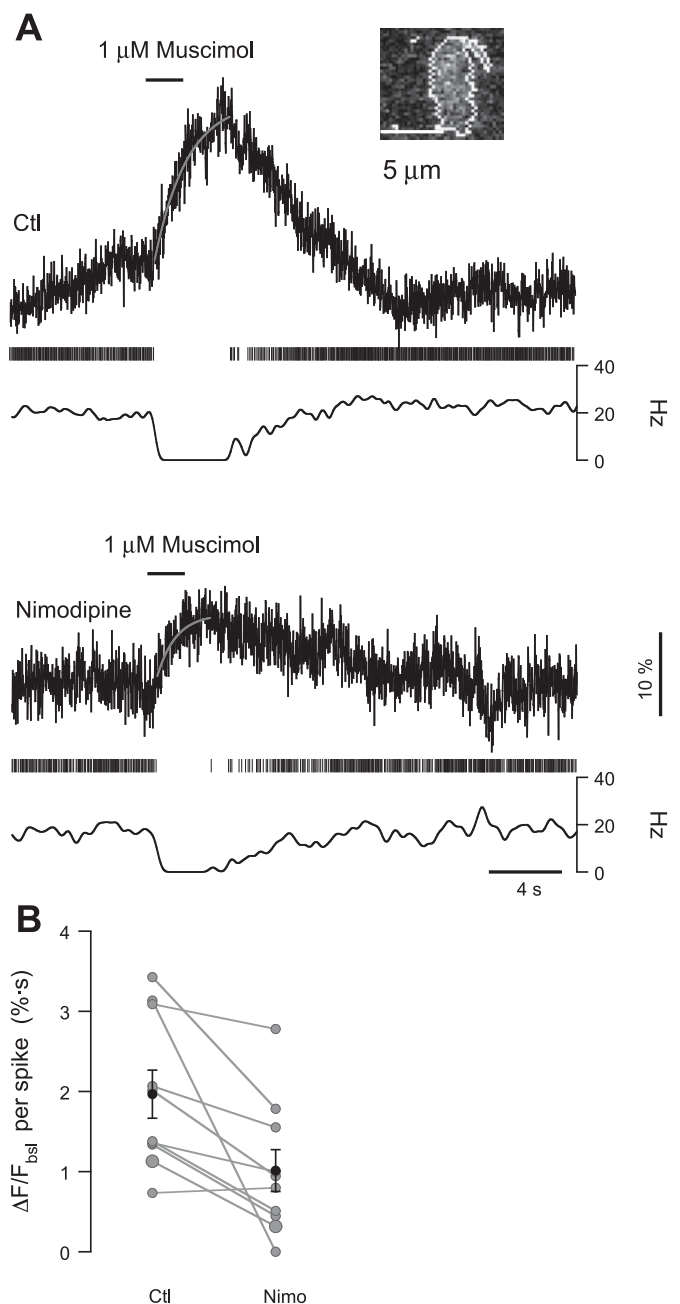 A
1 μM Muscimol
5 μm
Ctl
40
20
0
Hz
1 μM Muscimol
Nimodipine
10 %
40
20
0
Hz
4 s
B
4
3
2
1
0
ΔF/Fbsl per spike (%·s)
Ctl
Nimo